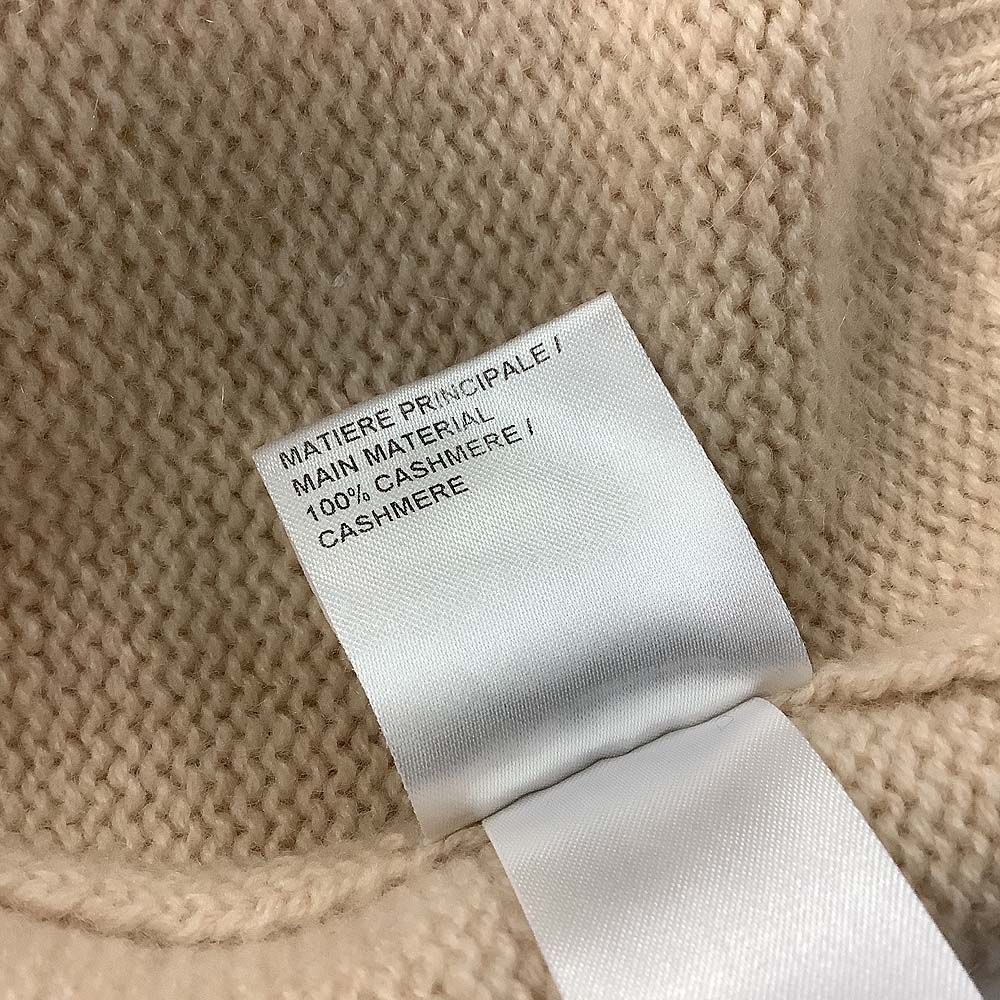 MATIERE PRINCIPALE /
MAIN MATERIAL
100% CASHMERE /
CASHMERE